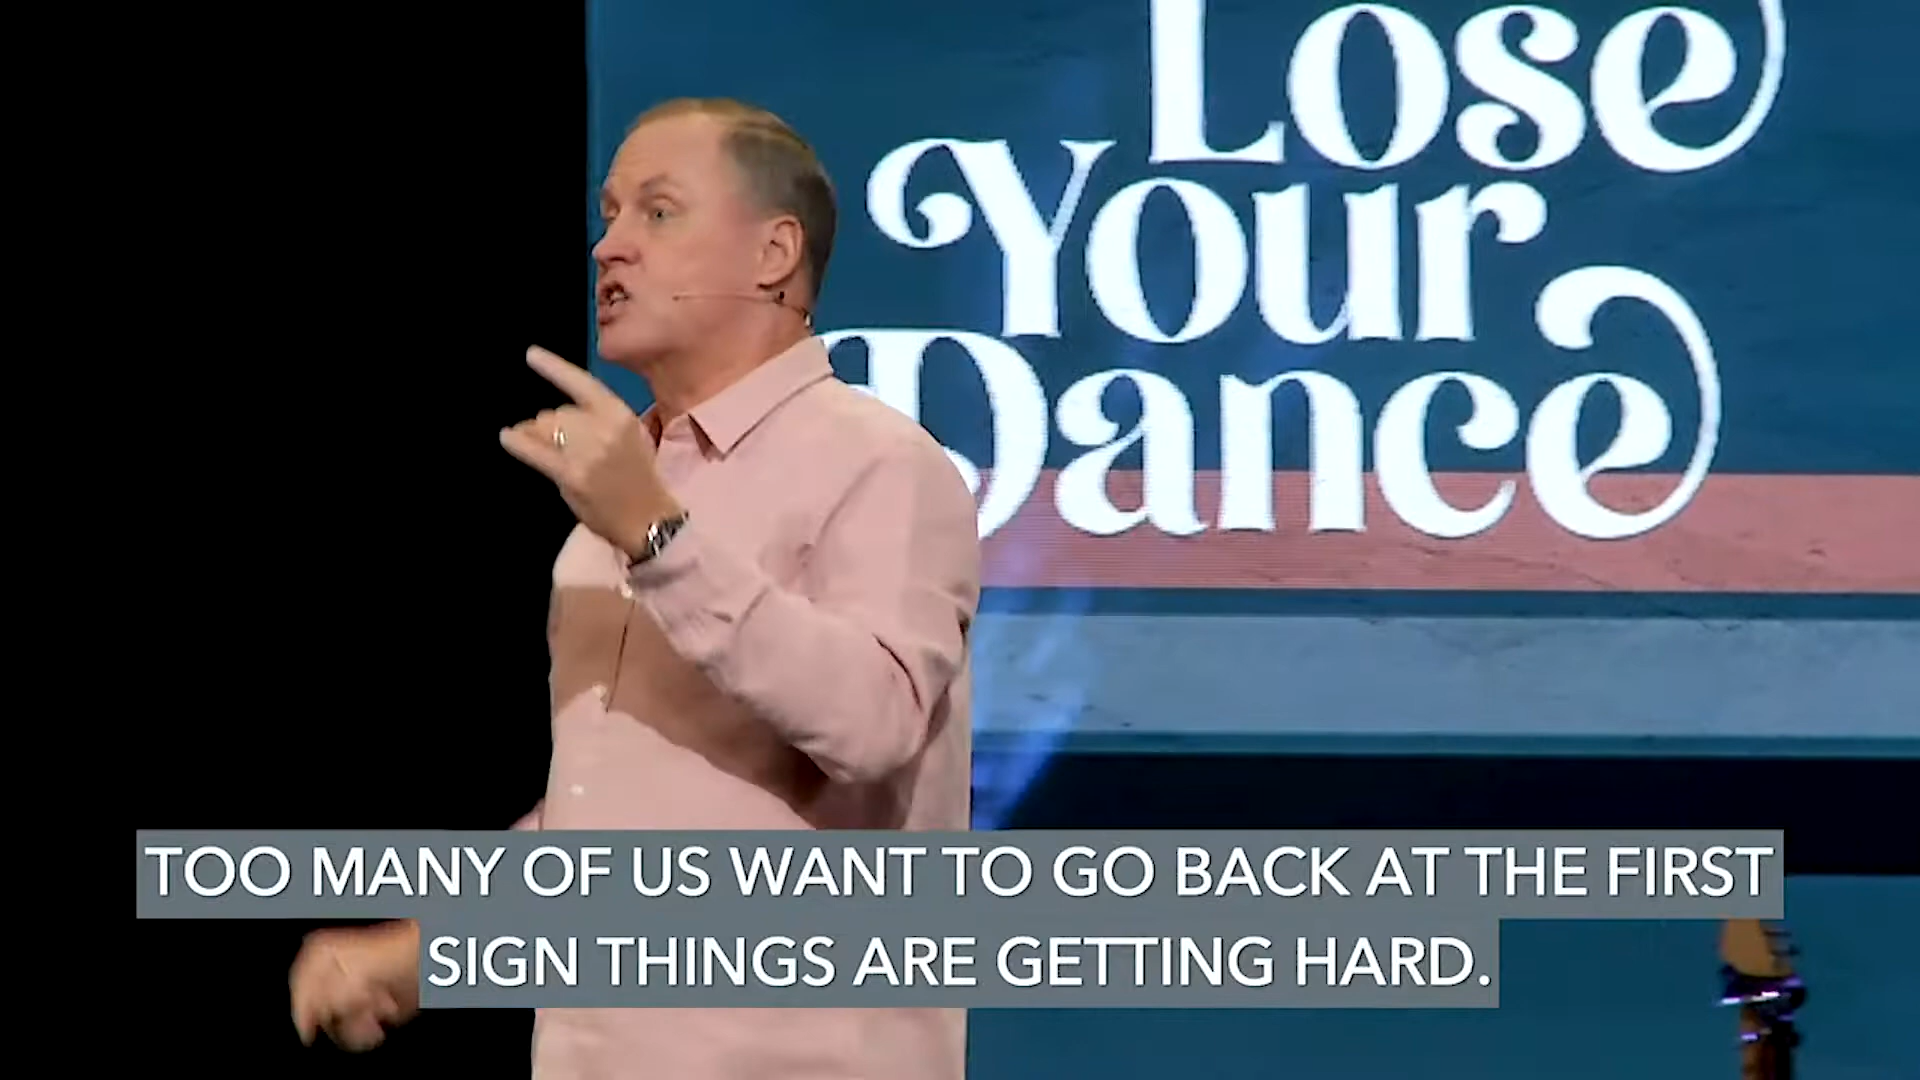 Lose
Your
Dance
TOO MANY OF US WANT TO GO BACK AT THE FIRST
SIGN THINGS ARE GETTING HARD.